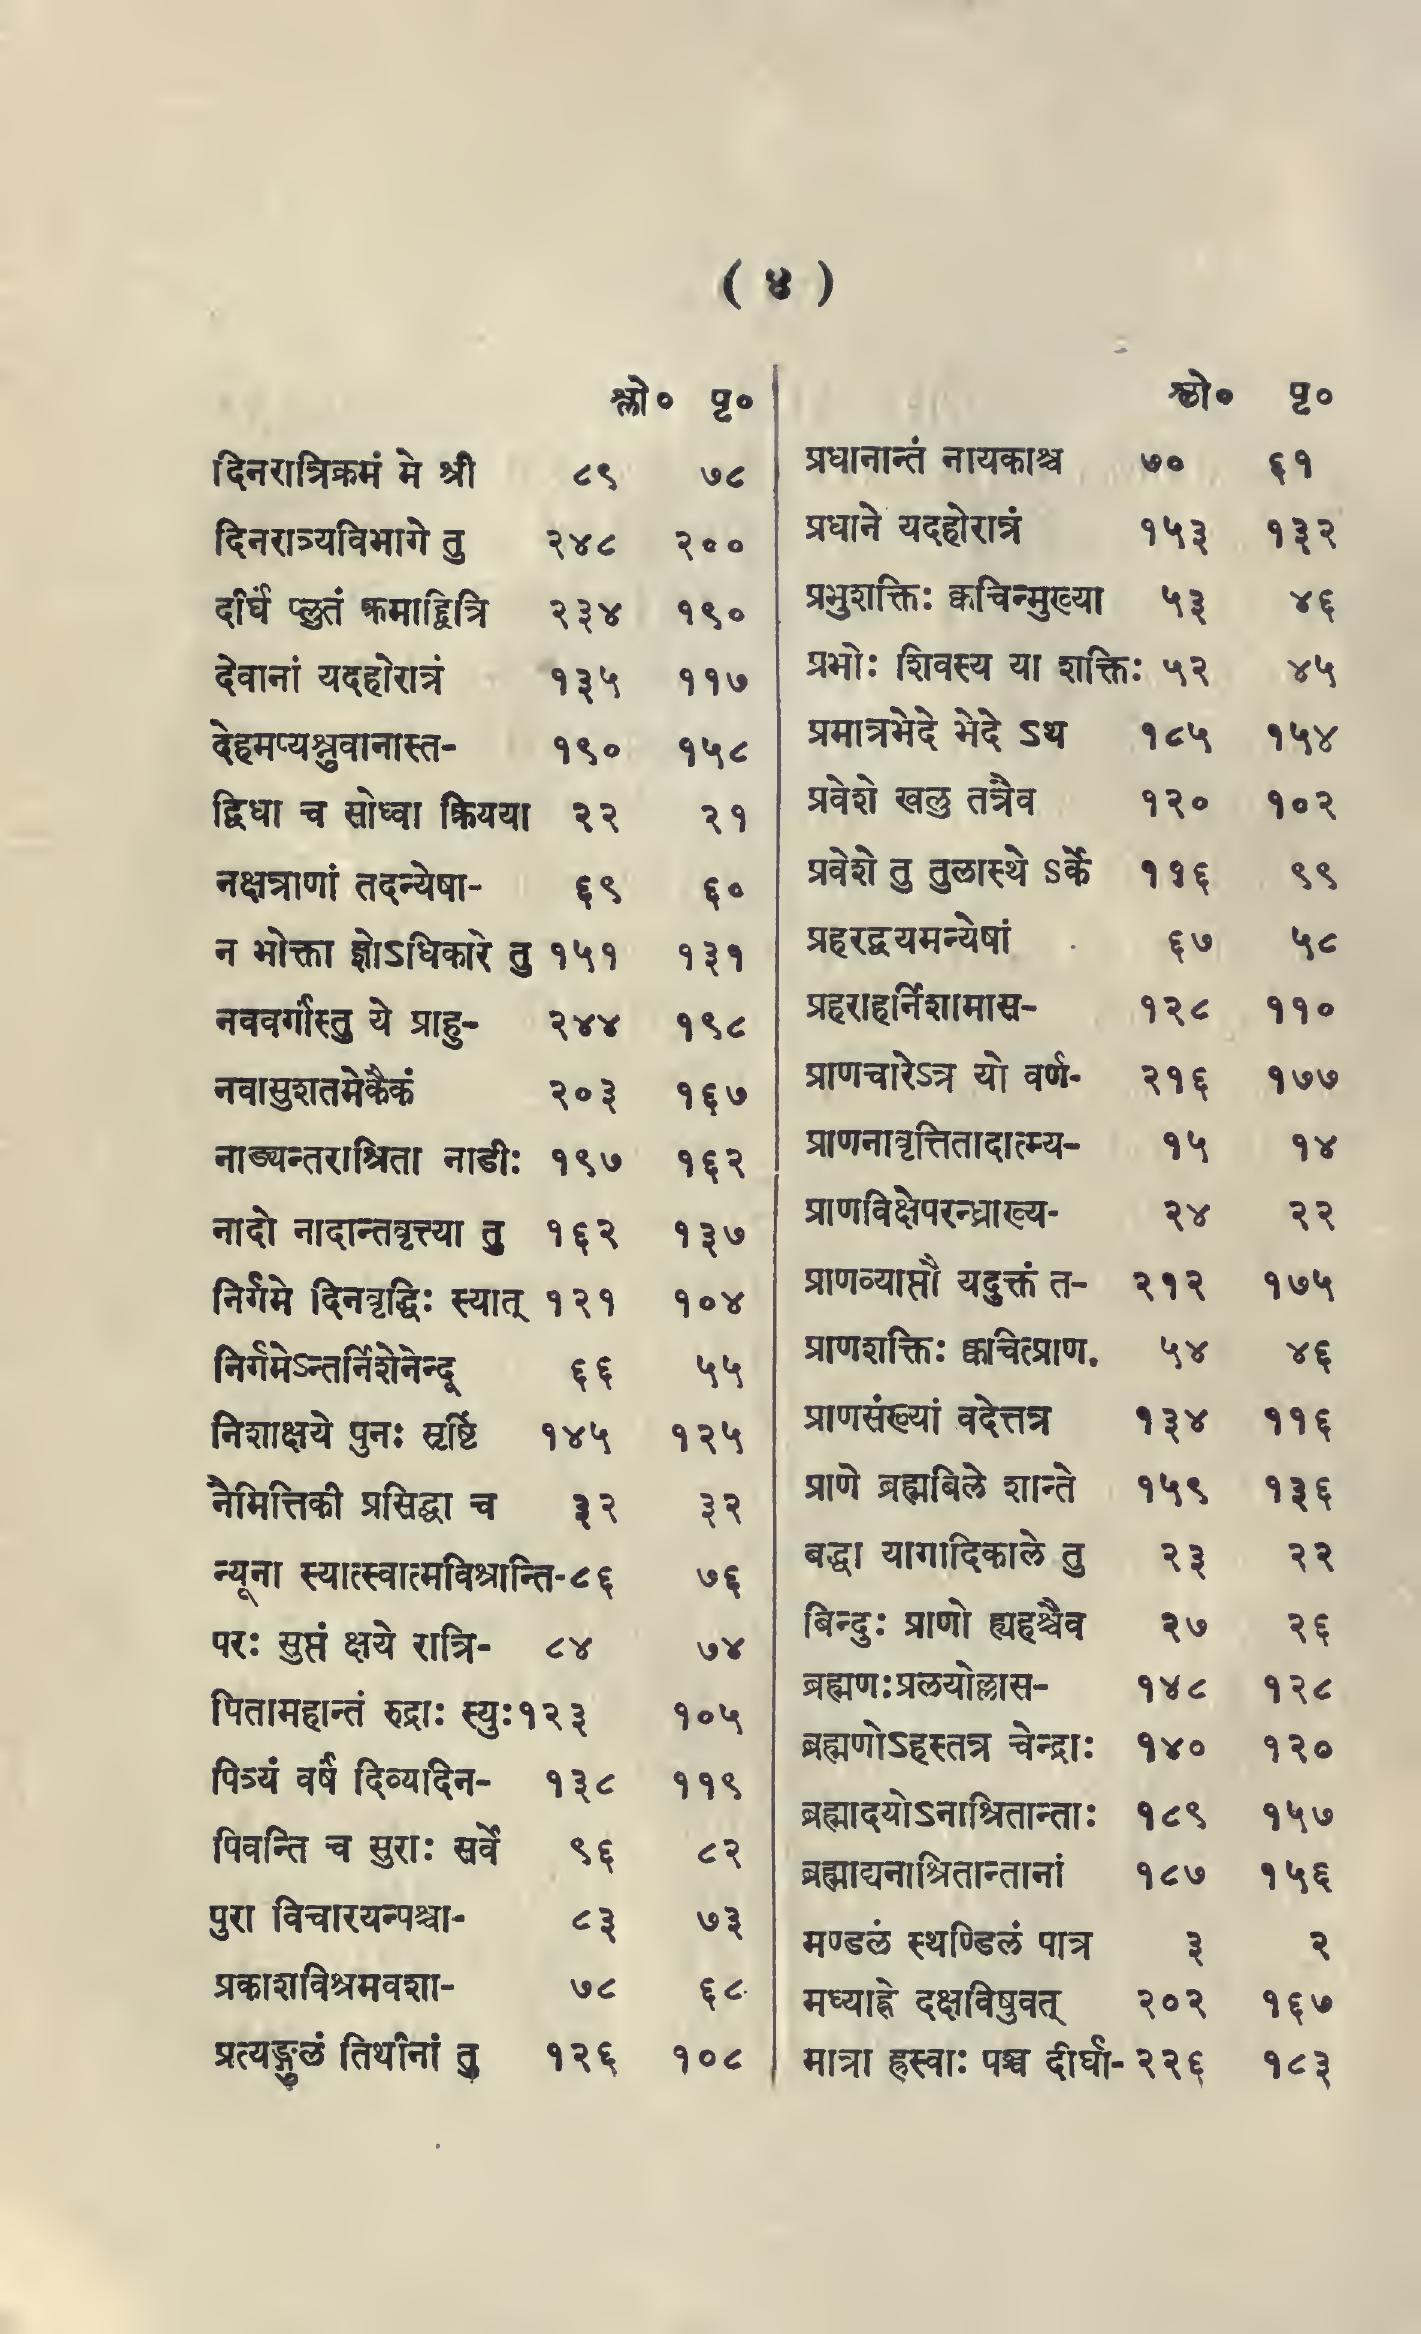 ( ४ )
श्लो० पृ०
दिनरात्रिक्रमं मे श्री ८९ ७८
दिनरात्र्यविभागे तु २४८ २००
दीर्घं प्लुतं क्रमाद्द्वित्रि २३४ १९०
देवानां यदहोरात्रं १३५ ११७
देहमप्यश्नुवानास्त- १९० १५८
द्विधा च सोध्वा क्रियया २२ २१
नक्षत्राणां तदन्येषा- ६९ ६०
न भोक्ता ज्ञोऽधिकारे तु १५१ १३१
नववर्गांस्तु ये प्राहु- २४४ १९८
नवासुशतमेकैकं २०३ १६७
नाड्यन्तराश्रिता नाडीः १९७ १६२
नादो नादान्तवृत्त्या तु १६२ १३७
निर्गमे दिनवृद्धिः स्यात् १२१ १०४
निर्गमेऽन्तर्निशेनेन्दू ६६ ५५
निशाक्षये पुनः सृष्टिं १४५ १२५
नैमित्तिकी प्रसिद्धा च ३२ ३२
न्यूना स्यात्स्वात्मविश्रान्ति- ८६ ७६
परः सुप्तं क्षये रात्रि- ८४ ७४
पितामहान्तं रुद्राः स्युः १२३ १०५
पित्र्यं वर्षं दिव्यादिन- १३८ ११९
पिवन्ति च सुराः सर्वे ९६ ८२
पुरा विचारयन्पश्चा- ८३ ७३
प्रकाशविश्रमवशा- ७८ ६८
प्रत्यङ्गुलं तिथीनां तु १२६ १०८
श्लो० पृ०
प्रधानान्तं नायकाश्च ७० ६१
प्रधाने यदहोरात्रं १५३ १३२
प्रभुशक्तिः क्वचिन्मुख्या ५३ ४६
प्रभोः शिवस्य या शक्तिः ५२ ४५
प्रमात्रभेदे भेदे ऽथ १८५ १५४
प्रवेशे खलु तत्रैव १२० १०२
प्रवेशे तु तुलास्थे ऽर्के ११६ ९९
प्रहरद्वयमन्येषां ६७ ५८
प्रहराहर्निशामास- १२८ ११०
प्राणचारेऽत्र यो वर्ण- २१६ १७७
प्राणनावृत्तितादात्म्य- १५ १४
प्राणविक्षेपरन्ध्राख्य- २४ २२
प्राणव्याप्तौ यदुक्तं त- २१२ १७५
प्राणशक्तिः क्वचित्प्राण. ५४ ४६
प्राणसंख्यां वदेत्तत्र १३४ ११६
प्राणे ब्रह्मबिले शान्ते १५९ १३६
बद्धा यागादिकाले तु २३ २२
बिन्दुः प्राणो ह्यहश्चैव २७ २६
ब्रह्मणःप्रलयोल्लास- १४८ १२८
ब्रह्मणोऽहस्तत्र चेन्द्राः १४० १२०
ब्रह्मादयोऽनाश्रितान्ताः १८९ १५७
ब्रह्माद्यनाश्रितान्तानां १८७ १५६
मण्डलं स्थण्डिलं पात्र ३ २
मध्याह्ने दक्षविषुवत् २०२ १६७
मात्रा ह्रस्वाः पञ्च दीर्घा- २२६ १८३